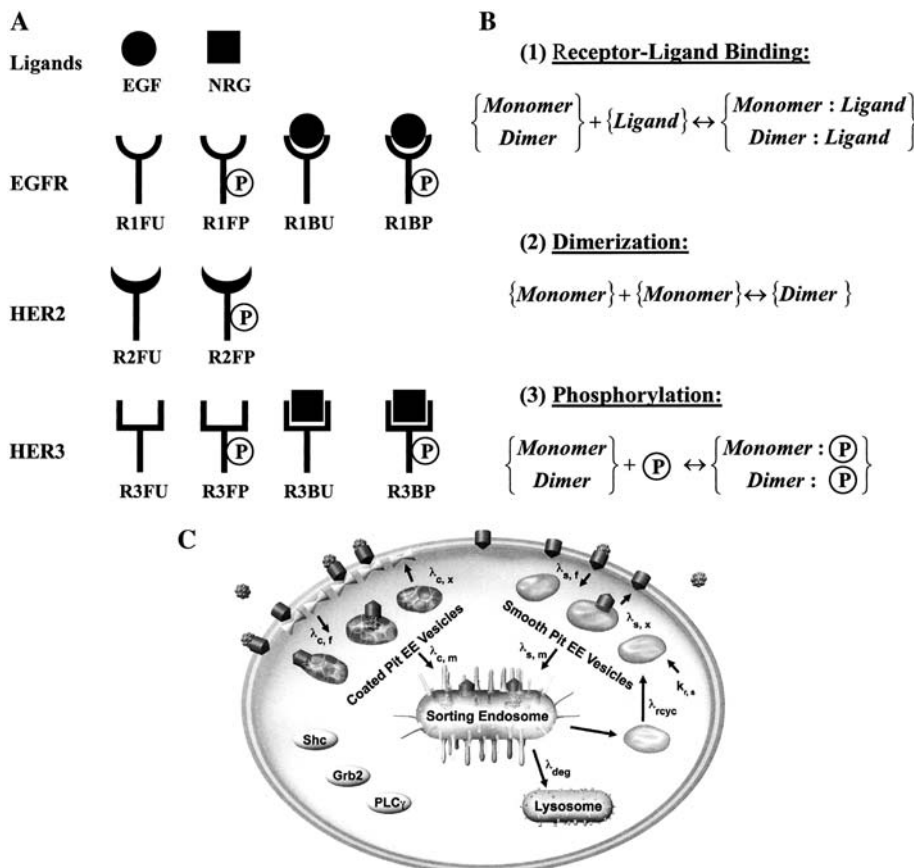 A
Ligands
EGF NRG
EGFR
P P
R1FU R1FP R1BU R1BP
HER2
P
R2FU R2FP
HER3
P P
R3FU R3FP R3BU R3BP
B
(1) Receptor-Ligand Binding:
{Monomer Dimer} + {Ligand} ↔ {Monomer : Ligand Dimer : Ligand}
(2) Dimerization:
{Monomer} + {Monomer} ↔ {Dimer }
(3) Phosphorylation:
{Monomer Dimer} + P ↔ {Monomer : P Dimer : P}
C
λc, x
λc, f
Coated Pit EE Vesicles
λc, m
λs, f
λs, x
Smooth Pit EE Vesicles
λs, m
kr, s
λrcyc
Sorting Endosome
λdeg
Lysosome
Shc
Grb2
PLCγ